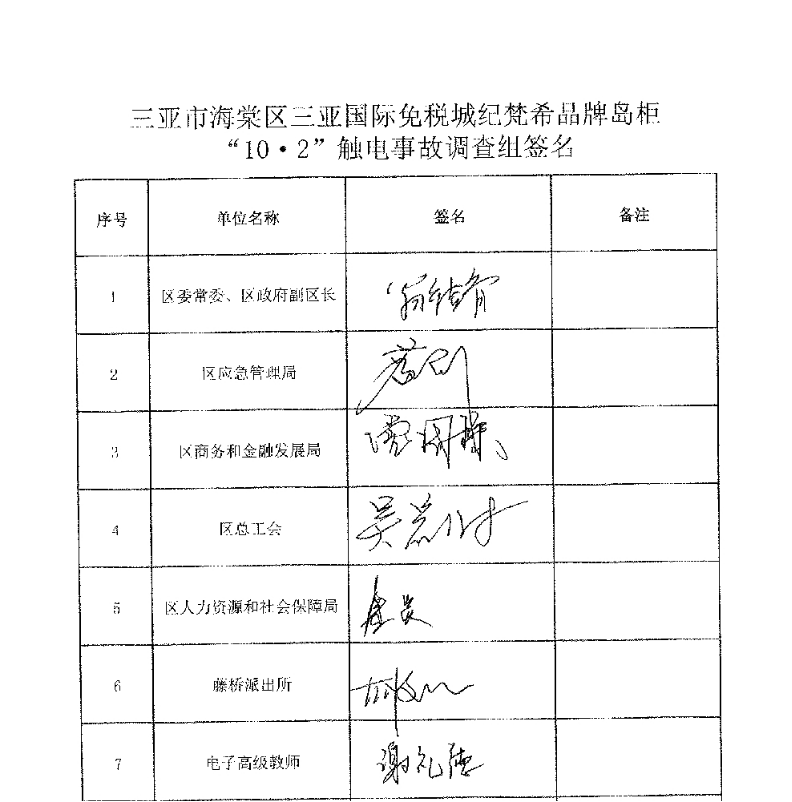 三亚市海棠区三亚国际免税城纪梵希品牌岛柜
“10·2”触电事故调查组签名
序号 单位名称 签名 备注
1 区委常委、区政府副区长
2 区应急管理局
3 区商务和金融发展局
4 区总工会 吴
5 区人力资源和社会保障局
6 藤桥派出所
7 电子高级教师 谢礼德